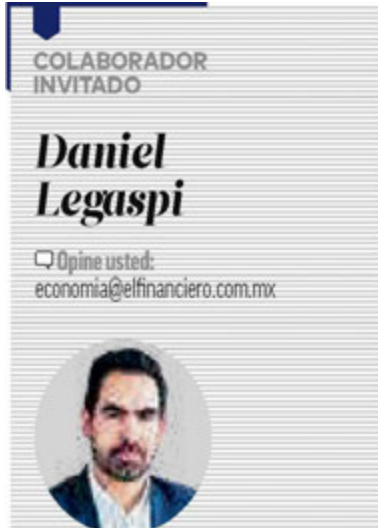 COLABORADOR
INVITADO
Daniel
Legaspi
Opine usted:
economia@elfinanciero.com.mx